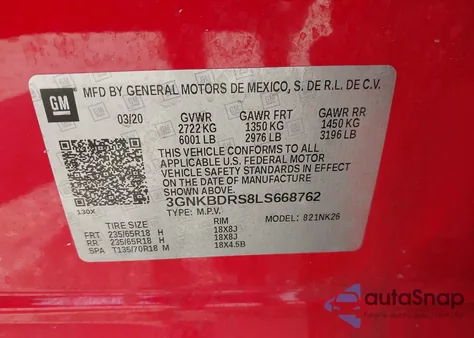 GM
MFD BY GENERAL MOTORS DE MEXICO, S. DE R.L. DE C.V.
03/20 GVWR GAWR FRT GAWR RR
2722 KG 1350 KG 1450 KG
6001 LB 2976 LB 3196 LB
THIS VEHICLE CONFORMS TO ALL
APPLICABLE U.S. FEDERAL MOTOR
VEHICLE SAFETY STANDARDS IN EFFECT ON
THE DATE OF MANUFACTURE SHOWN ABOVE.
3GNKBDRS8LS668762
130X TYPE: M.P.V. MODEL: 821NK26
TIRE SIZE RIM
FRT 235/65R18 H 18X8J
RR 235/65R18 H 18X8J
SPA T135/70R18 M 18X4.5B
autoSnap